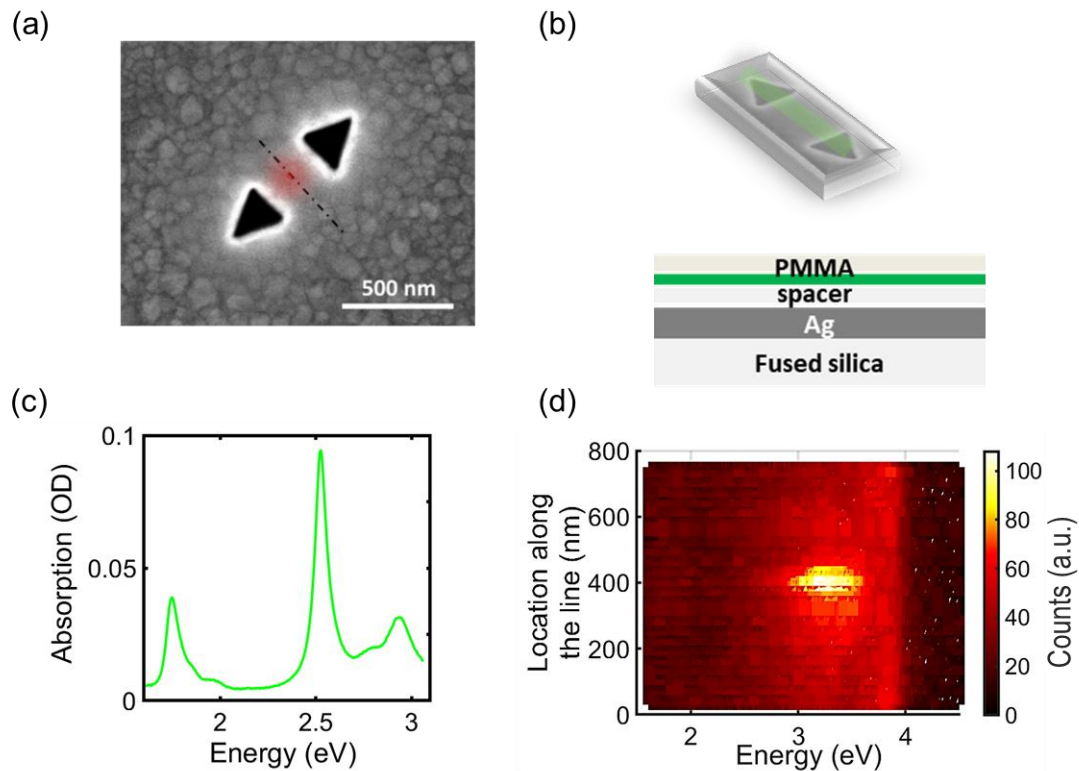 (a)
500 nm
(b)
PMMA
spacer
Ag
Fused silica
(c)
Absorption (OD)
0.1
0.05
0
2
2.5
3
Energy (eV)
(d)
Location along
the line (nm)
800
600
400
200
0
2
3
4
Energy (eV)
100
80
60
40
20
0
Counts (a.u.)